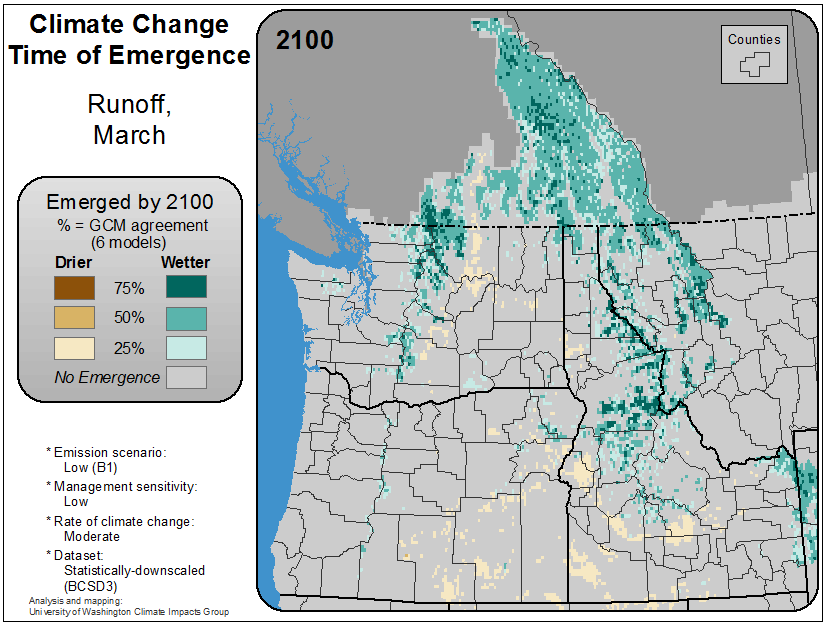 Climate Change
Time of Emergence
Runoff,
March
Emerged by 2100
% = GCM agreement
(6 models)
Drier Wetter
75%
50%
25%
No Emergence
* Emission scenario:
Low (B1)
* Management sensitivity:
Low
* Rate of climate change:
Moderate
* Dataset:
Statistically-downscaled
(BCSD3)
Analysis and mapping:
University of Washington Climate Impacts Group
2100
Counties